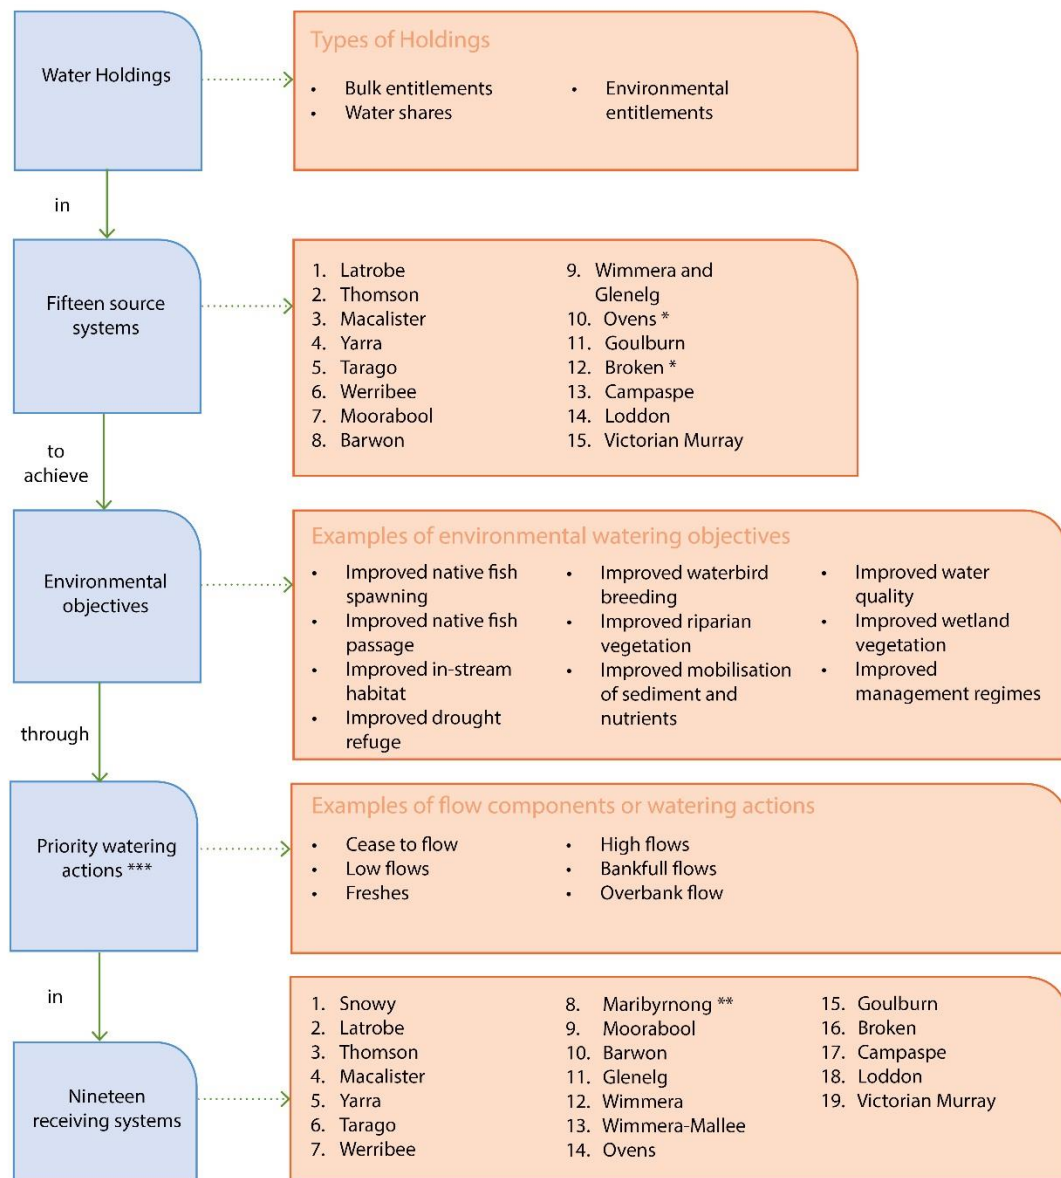 Water Holdings
Types of Holdings
• Bulk entitlements
• Water shares
• Environmental
entitlements
in
Fifteen source
systems
1. Latrobe
2. Thomson
3. Macalister
4. Yarra
5. Tarago
6. Werribee
7. Moorabool
8. Barwon
9. Wimmera and
Glenelg
10. Ovens *
11. Goulburn
12. Broken *
13. Campaspe
14. Loddon
15. Victorian Murray
to
achieve
Environmental
objectives
Examples of environmental watering objectives
• Improved native fish
spawning
• Improved native fish
passage
• Improved in-stream
habitat
• Improved drought
refuge
• Improved waterbird
breeding
• Improved riparian
vegetation
• Improved mobilisation
of sediment and
nutrients
• Improved water
quality
• Improved wetland
vegetation
• Improved
management regimes
through
Priority watering
actions ***
Examples of flow components or watering actions
• Cease to flow
• Low flows
• Freshes
• High flows
• Bankfull flows
• Overbank flow
in
Nineteen
receiving systems
1. Snowy
2. Latrobe
3. Thomson
4. Macalister
5. Yarra
6. Tarago
7. Werribee
8. Maribyrnong **
9. Moorabool
10. Barwon
11. Glenelg
12. Wimmera
13. Wimmera-Mallee
14. Ovens
15. Goulburn
16. Broken
17. Campaspe
18. Loddon
19. Victorian Murray